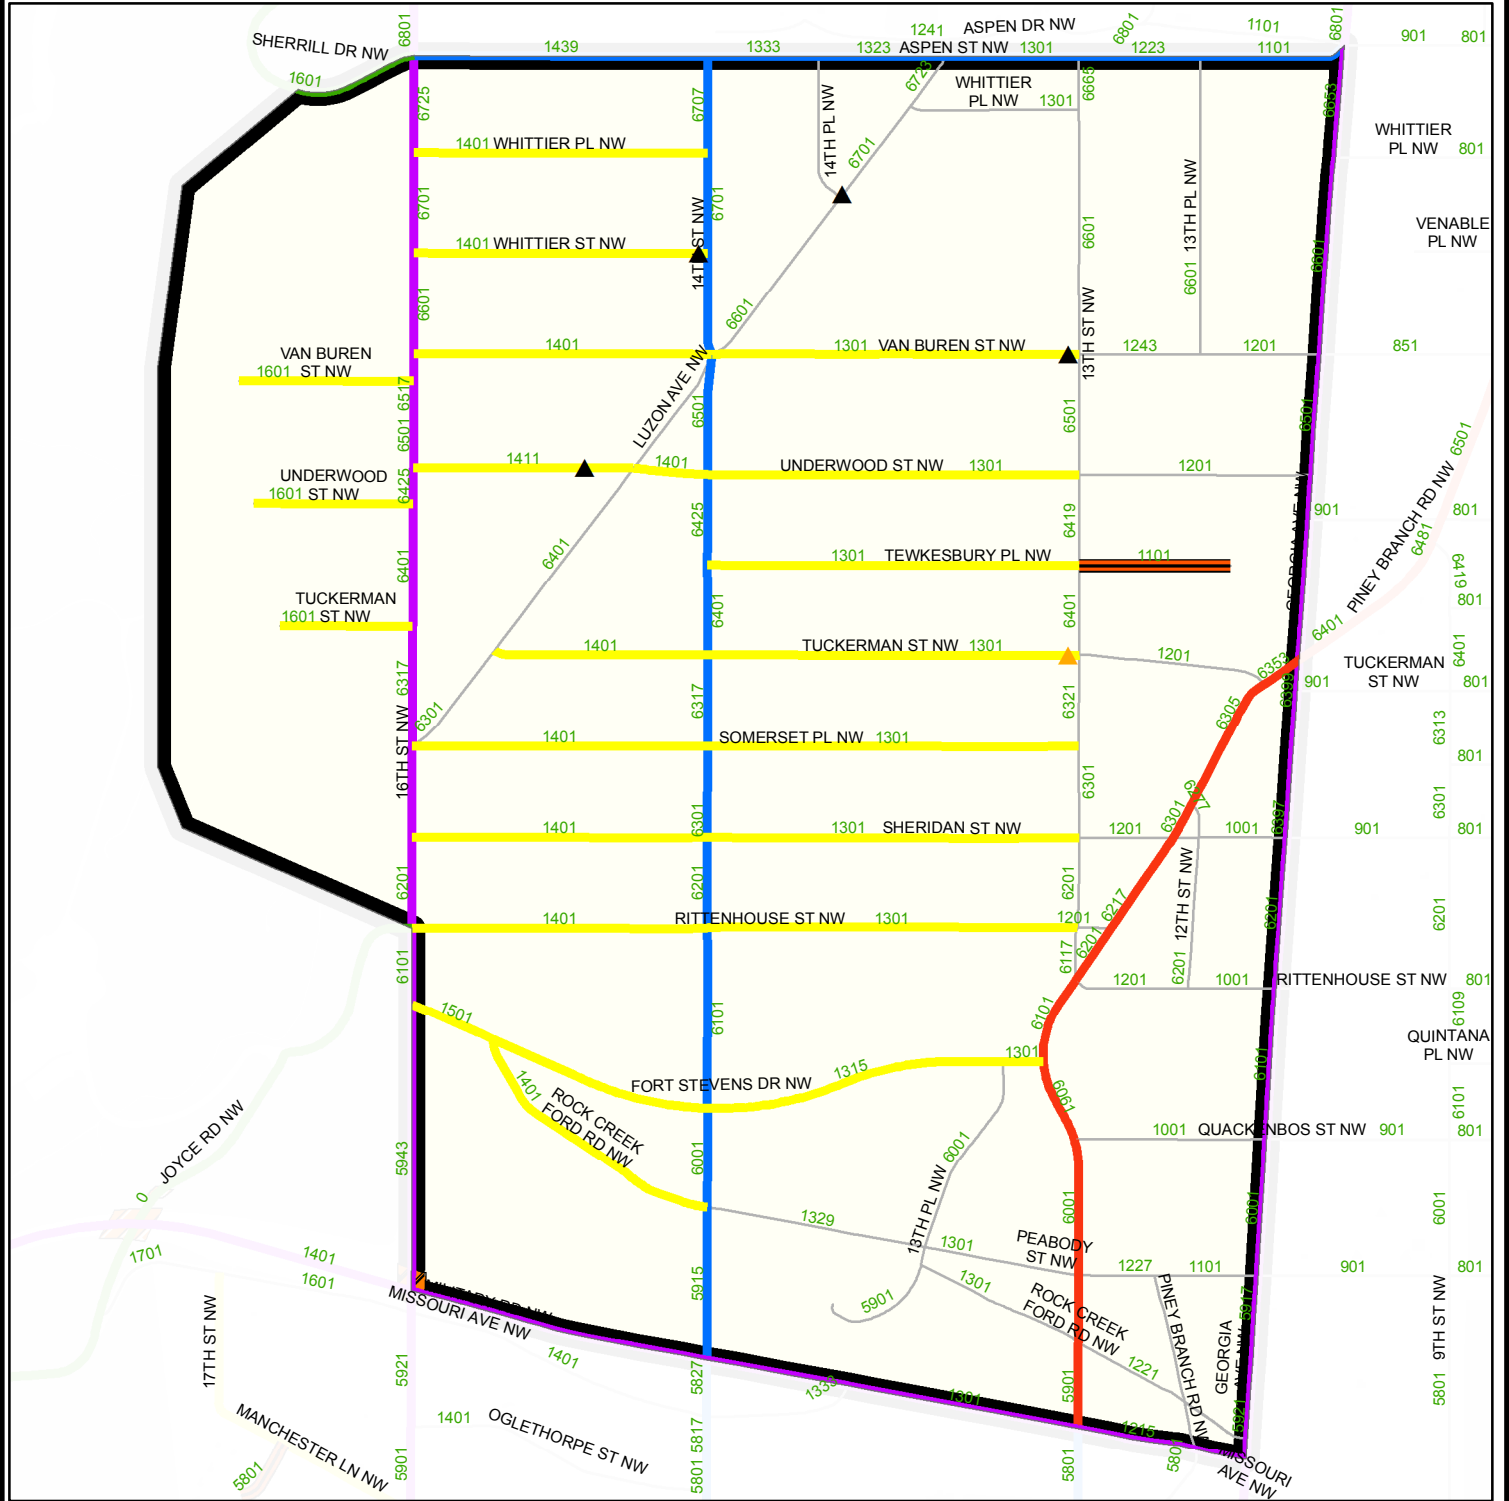 6801
SHERRILL DR NW
1601
1439
1333
1241
ASPEN DR NW
1323
ASPEN ST NW
1301
6801
1223
1101
1101
6801
901
801
6725
6707
14TH PL NW
6723
WHITTIER
PL NW
1301
6665
6653
WHITTIER
PL NW
801
1401 WHITTIER PL NW
6701
6701
6701
13TH PL NW
6601
6601
6601
VENABLE
PL NW
1401 WHITTIER ST NW
14TH ST NW
6601
6601
13TH ST NW
VAN BUREN
ST NW
1601
6517
1401
1301
VAN BUREN ST NW
1243
1201
851
LUZON AVE NW
6501
6501
6501
6501
6501
UNDERWOOD
ST NW
1601
6425
1411
1401
UNDERWOOD ST NW
1301
1201
GEORGIA AVE NW
901
801
PINEY BRANCH RD NW
6481
6425
6419
6419
6401
6401
1301
TEWKESBURY PL NW
1101
TUCKERMAN
ST NW
1601
6401
6401
801
6401
6401
1401
TUCKERMAN ST NW
1301
1201
6353
TUCKERMAN
ST NW
901
801
6317
6301
6317
6321
6305
6399
6313
16TH ST NW
1401
SOMERSET PL NW
1301
801
6301
6301
6277
6301
6397
6301
1401
1301
SHERIDAN ST NW
1201
1001
901
801
6201
6201
6201
6217
12TH ST NW
6201
6201
1401
RITTENHOUSE ST NW
1301
1201
6201
6117
6201
6101
1201
1001
RITTENHOUSE ST NW
801
1501
6101
6101
6109
QUINTANA
PL NW
1301
1315
FORT STEVENS DR NW
6101
1401
ROCK CREEK
FORD RD NW
6061
6101
JOYCE RD NW
5943
6001
6001
1001
QUACKENBOS ST NW
901
801
0
13TH PL NW
6001
6001
6001
1329
1301
PEABODY
ST NW
1227
1101
901
801
1701
1401
1601
5915
5901
1301
ROCK CREEK
FORD RD NW
PINEY BRANCH RD NW
5917
9TH ST NW
MISSOURI AVE NW
17TH ST NW
1401
5921
5827
1333
1301
5901
1221
GEORGIA
AVE NW
5921
5801
1215
MANCHESTER LN NW
5801
1401
OGLETHORPE ST NW
5901
5817
5801
5801
MISSOURI
AVE NW